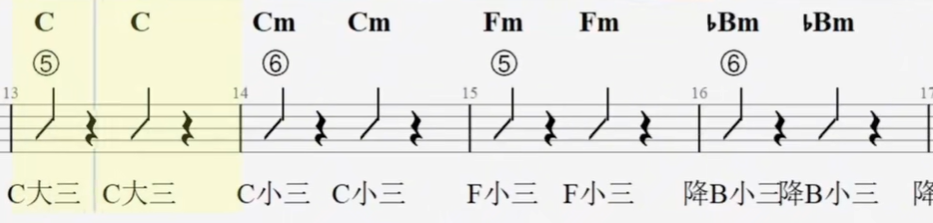 C C Cm Cm Fm Fm ♭Bm ♭Bm
⑤ ⑥ ⑤ ⑥
13 14 15 16 17
C大三 C大三 C小三 C小三 F小三 F小三 降B小三 降B小三 降